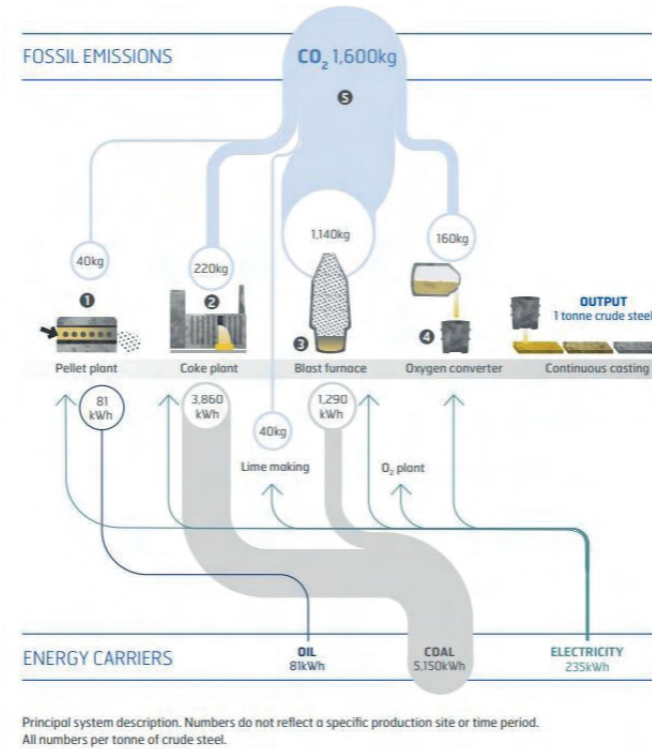 FOSSIL EMISSIONS
CO₂ 1,600kg
5
1,140kg
40kg
220kg
160kg
1
2
3
4
OUTPUT
1 tonne crude steel
Pellet plant
Coke plant
Blast furnace
Oxygen converter
Continuous casting
81
kWh
3,860
kWh
1,290
kWh
40kg
Lime making
O₂ plant
ENERGY CARRIERS
OIL
81kWh
COAL
5,150kWh
ELECTRICITY
235kWh
Principal system description. Numbers do not reflect a specific production site or time period.
All numbers per tonne of crude steel.